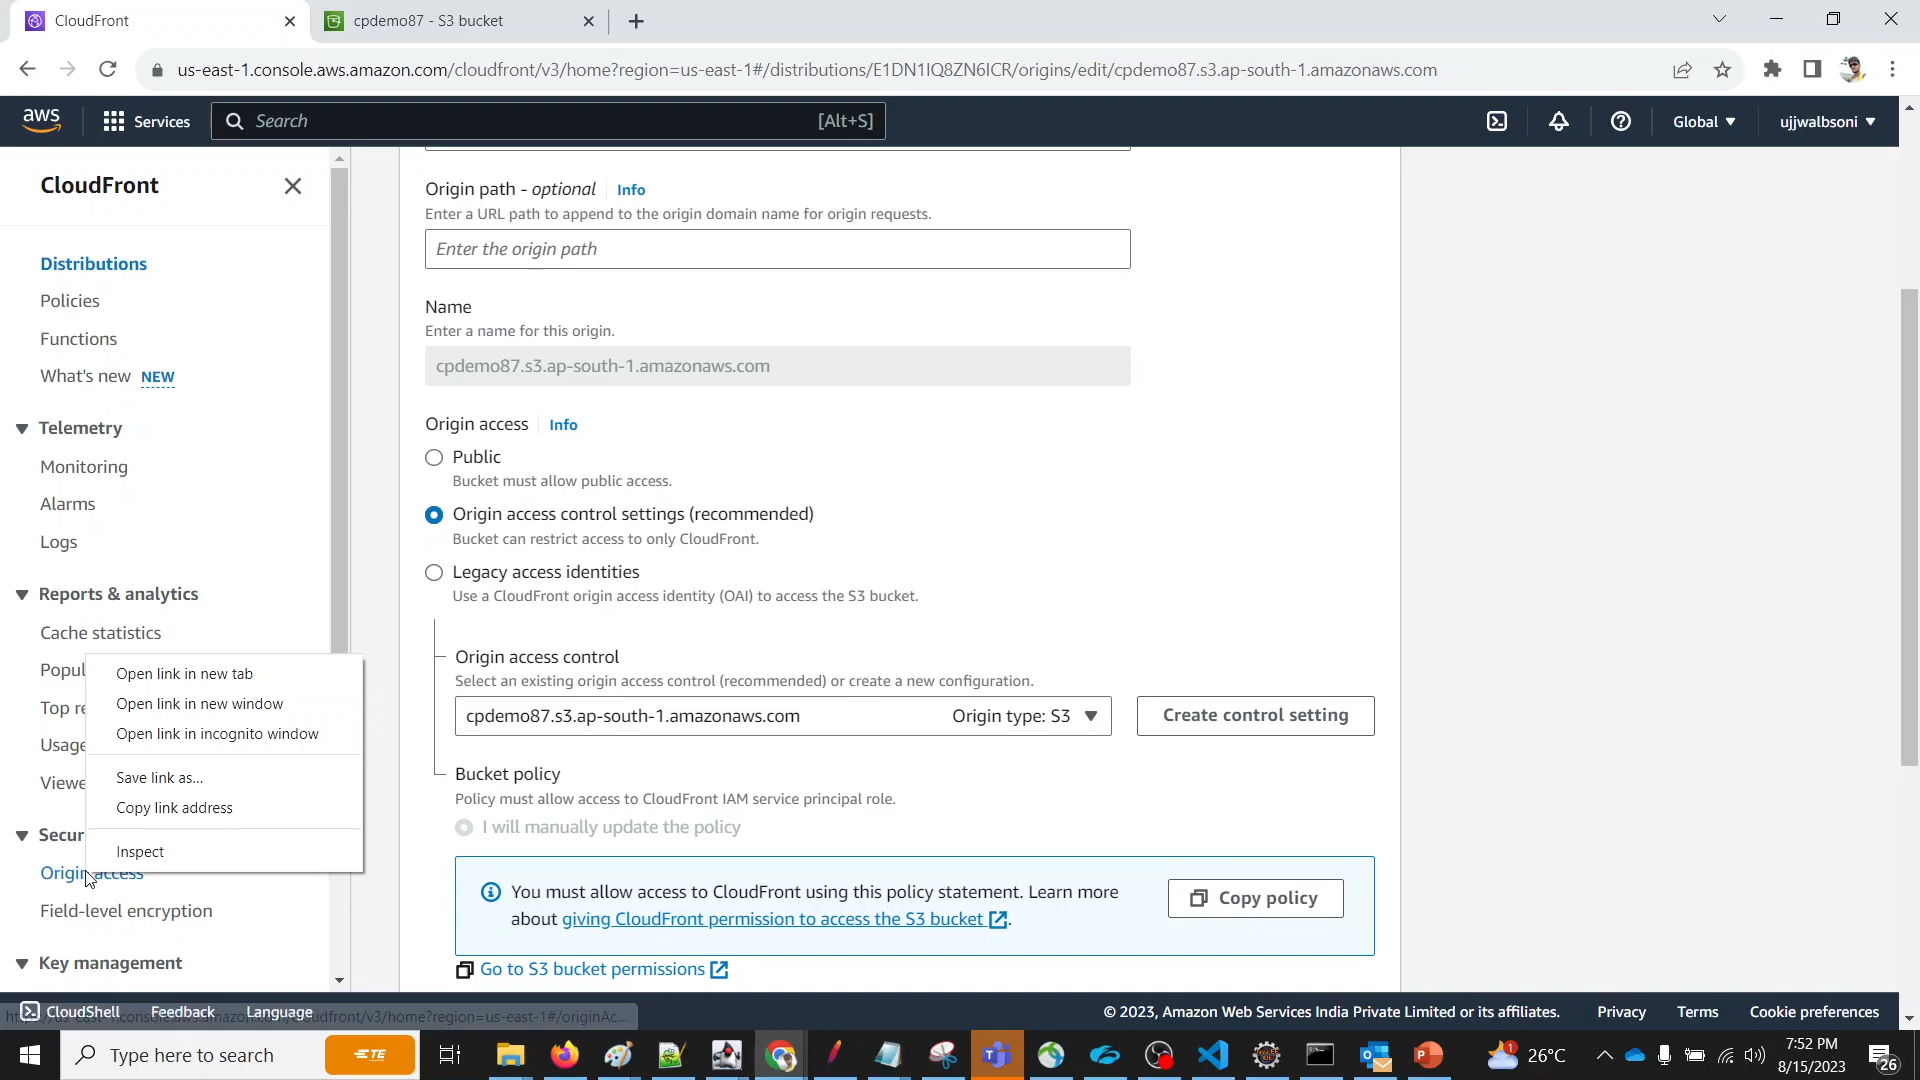 CloudFront
cpdemo87 - S3 bucket
us-east-1.console.aws.amazon.com/cloudfront/v3/home?region=us-east-1#/distributions/E1DN1IQ8ZN6ICR/origins/edit/cpdemo87.s3.ap-south-1.amazonaws.com
aws
Services
Search
[Alt+S]
Global
ujjwalbsoni
CloudFront
Distributions
Policies
Functions
What's new NEW
Telemetry
Monitoring
Alarms
Logs
Reports & analytics
Cache statistics
Popul
Top re
Usage
Viewe
Secur
Origin access
Field-level encryption
Key management
Open link in new tab
Open link in new window
Open link in incognito window
Save link as...
Copy link address
Inspect
Origin path - optional Info
Enter a URL path to append to the origin domain name for origin requests.
Enter the origin path
Name
Enter a name for this origin.
cpdemo87.s3.ap-south-1.amazonaws.com
Origin access Info
Public
Bucket must allow public access.
Origin access control settings (recommended)
Bucket can restrict access to only CloudFront.
Legacy access identities
Use a CloudFront origin access identity (OAI) to access the S3 bucket.
Origin access control
Select an existing origin access control (recommended) or create a new configuration.
cpdemo87.s3.ap-south-1.amazonaws.com Origin type: S3
Create control setting
Bucket policy
Policy must allow access to CloudFront IAM service principal role.
I will manually update the policy
You must allow access to CloudFront using this policy statement. Learn more
about giving CloudFront permission to access the S3 bucket.
Copy policy
Go to S3 bucket permissions
CloudShell Feedback Language
© 2023, Amazon Web Services India Private Limited or its affiliates. Privacy Terms Cookie preferences
Type here to search
26°C
7:52 PM
8/15/2023
26